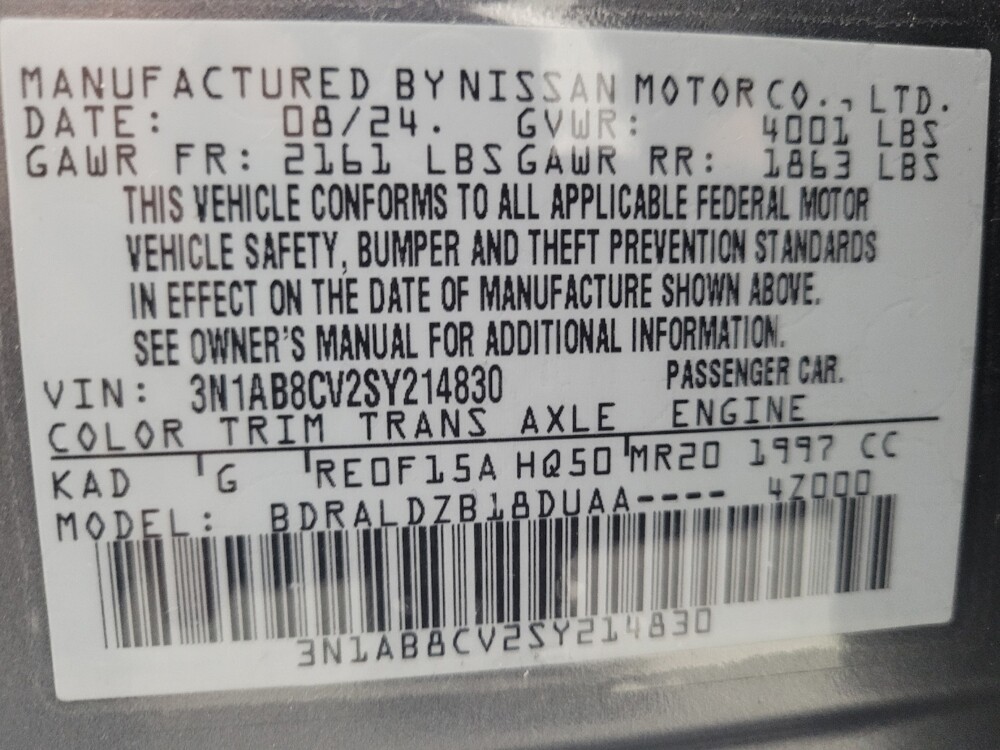 MANUFACTURED BY NISSAN MOTOR CO., LTD.
DATE: 08/24. GVWR: 4001 LBS
GAWR FR: 2161 LBS GAWR RR: 1863 LBS
THIS VEHICLE CONFORMS TO ALL APPLICABLE FEDERAL MOTOR
VEHICLE SAFETY, BUMPER AND THEFT PREVENTION STANDARDS
IN EFFECT ON THE DATE OF MANUFACTURE SHOWN ABOVE.
SEE OWNER'S MANUAL FOR ADDITIONAL INFORMATION.
VIN: 3N1AB8CV2SY214830 PASSENGER CAR.
COLOR TRIM TRANS AXLE ENGINE
KAD G RE0F15A HQ50 MR20 1997 CC
MODEL: BDRALDZB18DUAA---- 4Z000
3N1AB8CV2SY214830